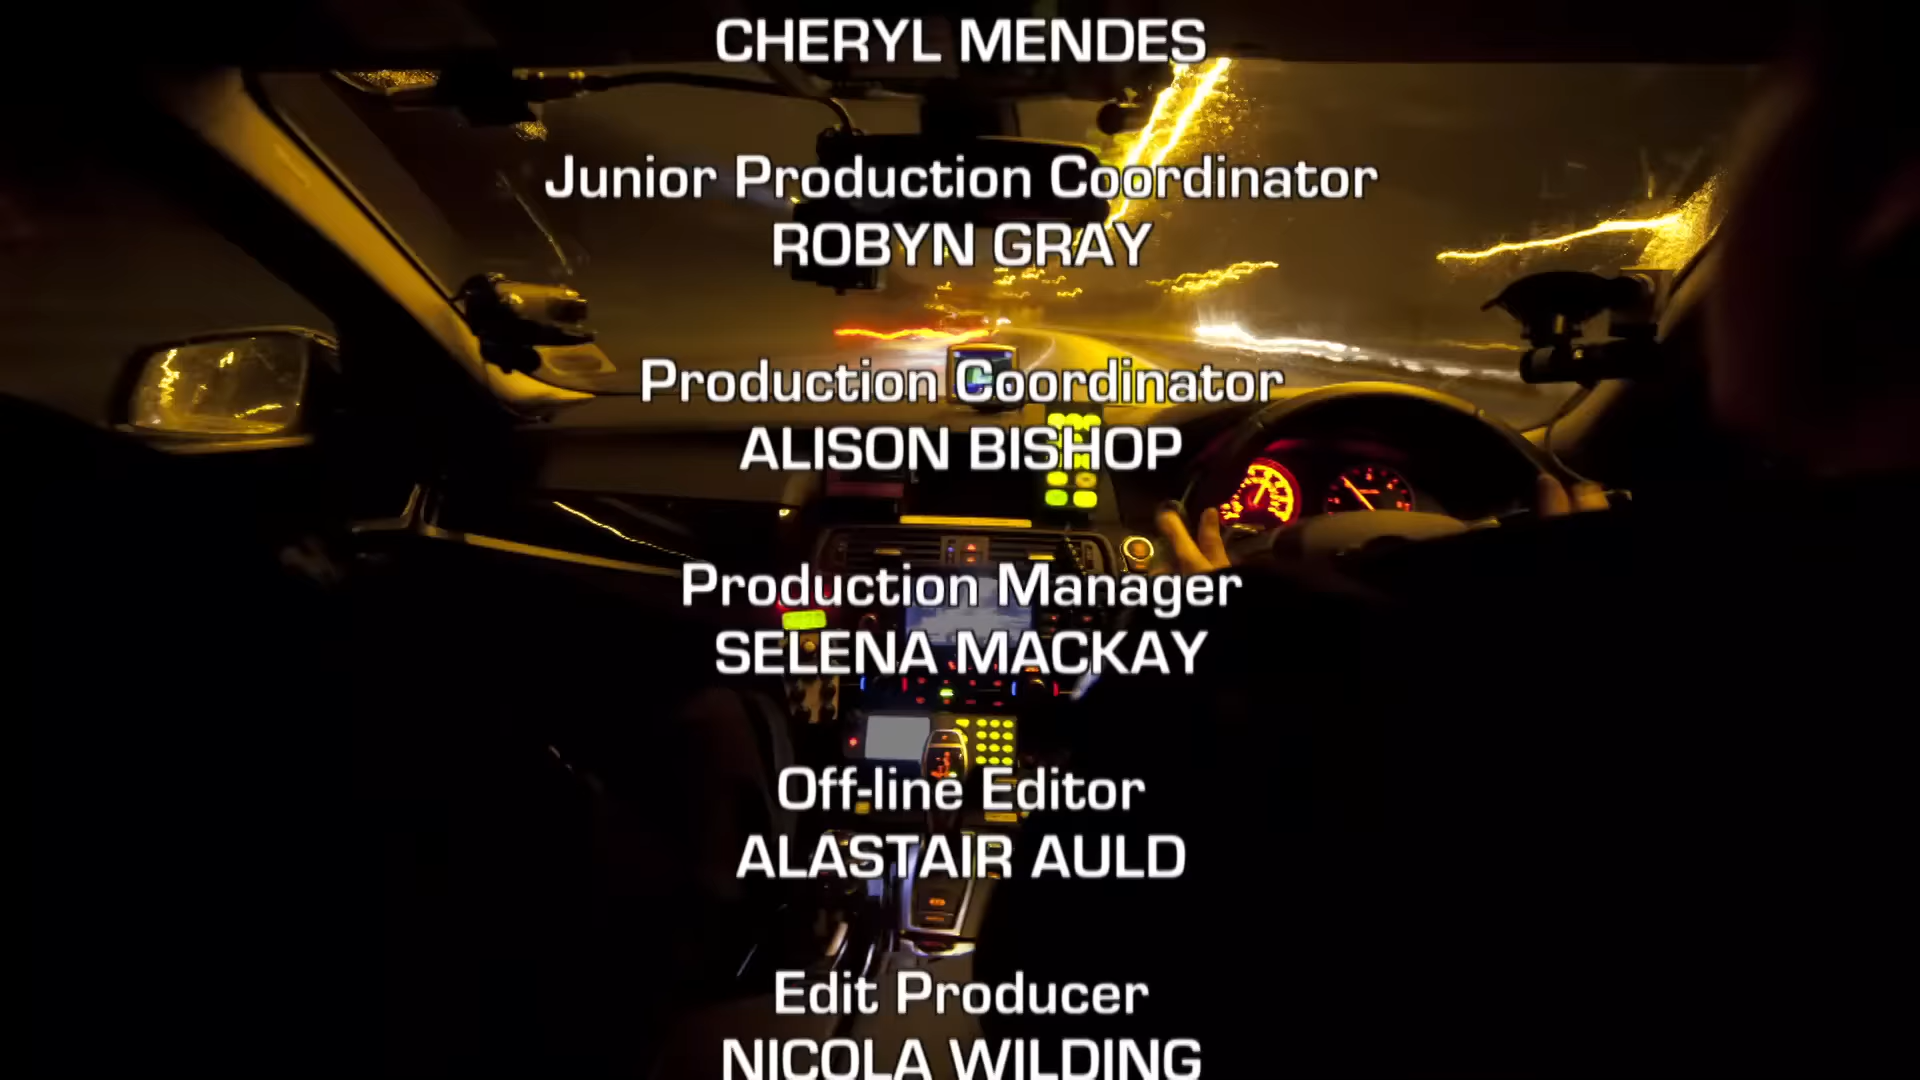 CHERYL MENDES
Junior Production Coordinator
ROBYN GRAY
Production Coordinator
ALISON BISHOP
Production Manager
SELENA MACKAY
Off-line Editor
ALASTAIR AULD
Edit Producer
NICOLA WILDING